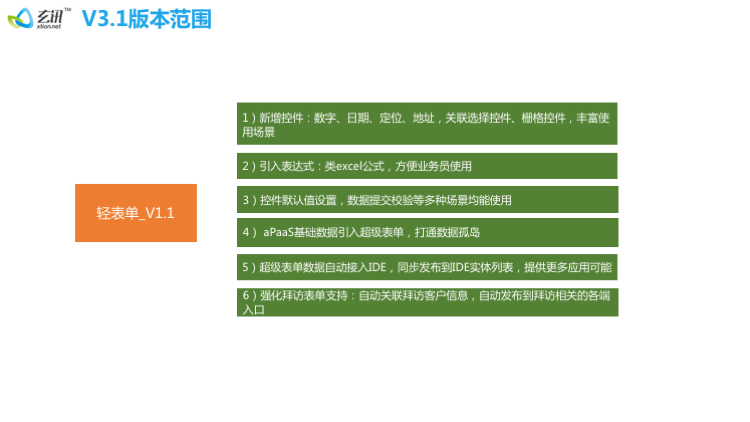 玄讯™ V3.1版本范围
xtion.net
1）新增控件：数字、日期、定位、地址，关联选择控件、栅格控件，丰富使
用场景
2）引入表达式：类excel公式，方便业务员使用
轻表单_V1.1
3）控件默认值设置，数据提交校验等多种场景均能使用
4） aPaaS基础数据引入超级表单，打通数据孤岛
5）超级表单数据自动接入IDE，同步发布到IDE实体列表，提供更多应用可能
6）强化拜访表单支持：自动关联拜访客户信息，自动发布到拜访相关的各端
入口